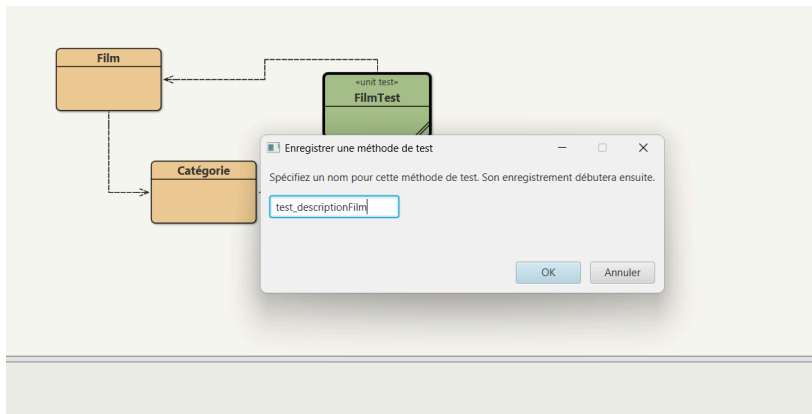 Film
«unit test»
FilmTest
Enregistrer une méthode de test
Catégorie
Spécifiez un nom pour cette méthode de test. Son enregistrement débutera ensuite.
test_descriptionFilm
OK
Annuler